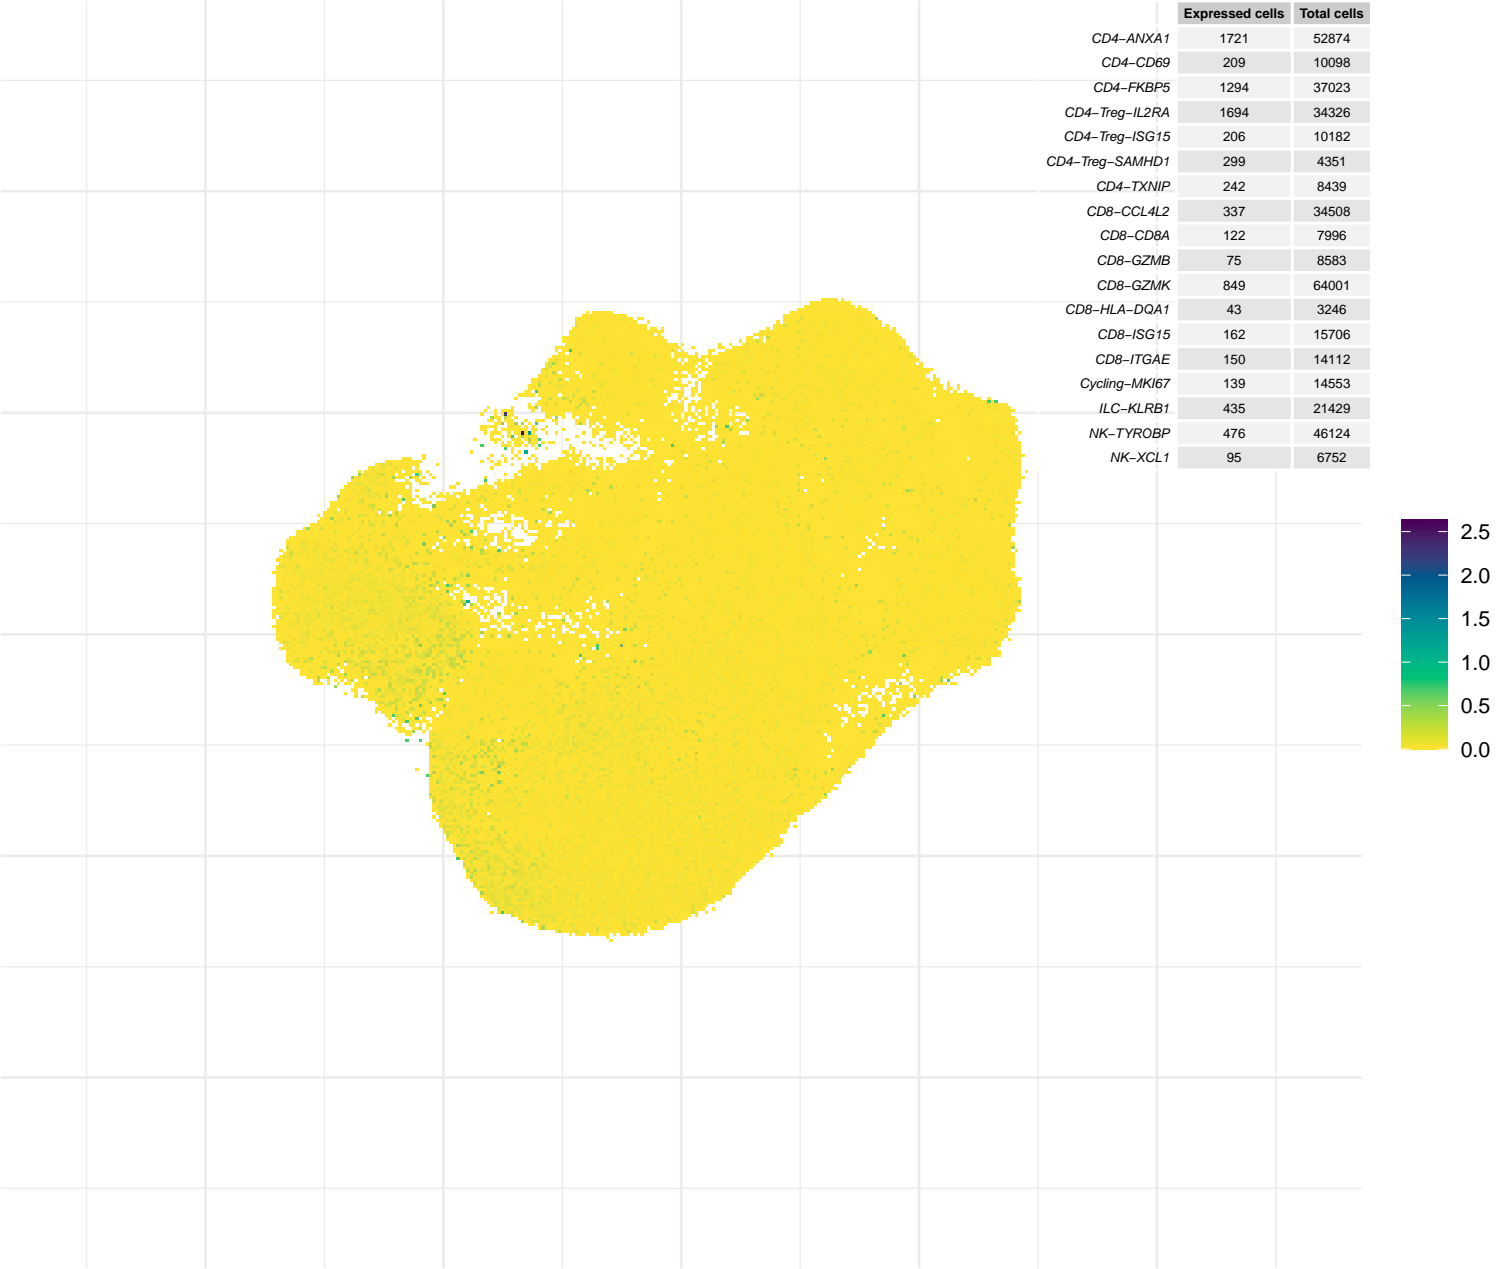 Expressed cells Total cells
CD4−ANXA1 1721 52874
CD4−CD69 209 10098
CD4−FKBP5 1294 37023
CD4−Treg−IL2RA 1694 34326
CD4−Treg−ISG15 206 10182
CD4−Treg−SAMHD1 299 4351
CD4−TXNIP 242 8439
CD8−CCL4L2 337 34508
CD8−CD8A 122 7996
CD8−GZMB 75 8583
CD8−GZMK 849 64001
CD8−HLA−DQA1 43 3246
CD8−ISG15 162 15706
CD8−ITGAE 150 14112
Cycling−MKI67 139 14553
ILC−KLRB1 435 21429
NK−TYROBP 476 46124
NK−XCL1 95 6752
2.5
2.0
1.5
1.0
0.5
0.0